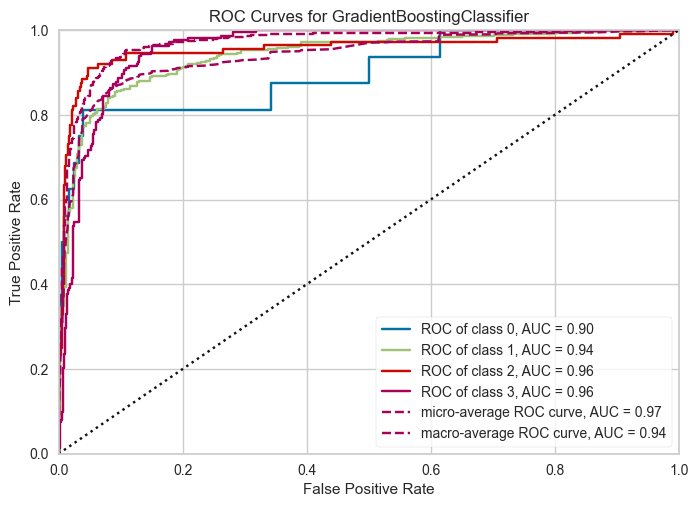 ROC Curves for GradientBoostingClassifier
True Positive Rate
1.0
0.8
0.6
0.4
0.2
0.0
ROC of class 0, AUC = 0.90
ROC of class 1, AUC = 0.94
ROC of class 2, AUC = 0.96
ROC of class 3, AUC = 0.96
micro-average ROC curve, AUC = 0.97
macro-average ROC curve, AUC = 0.94
0.0 0.2 0.4 0.6 0.8 1.0
False Positive Rate